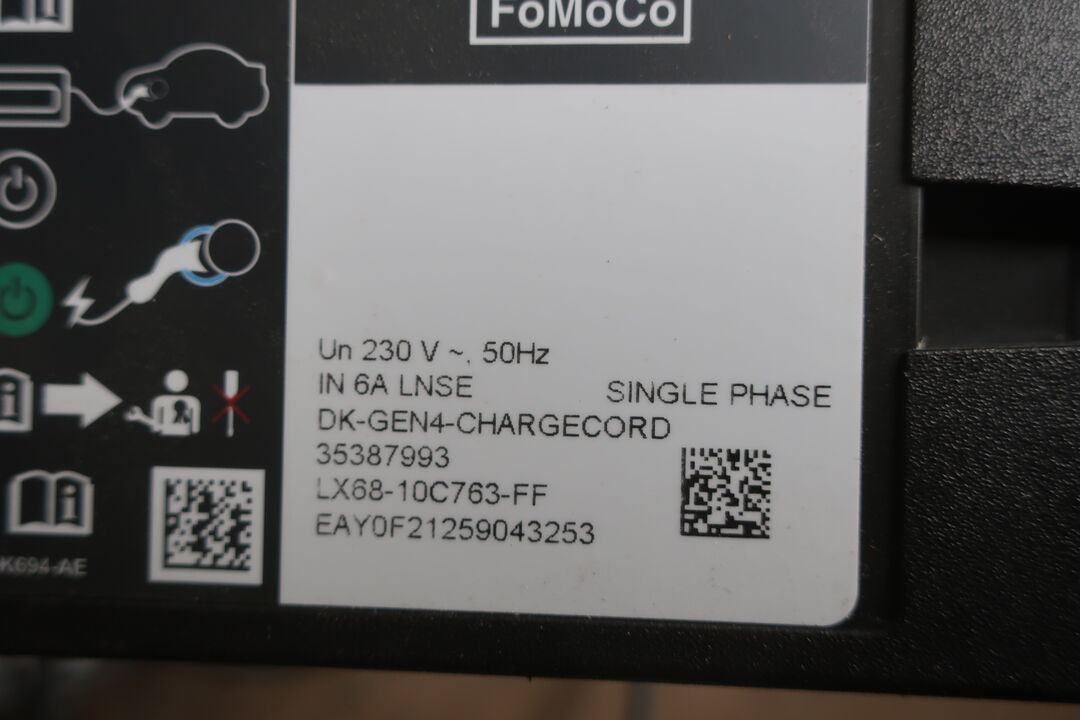 FoMoCo
Un 230 V ~, 50Hz
IN 6A LNSE
SINGLE PHASE
DK-GEN4-CHARGECORD
35387993
LX68-10C763-FF
EAY0F21259043253
K694-AE